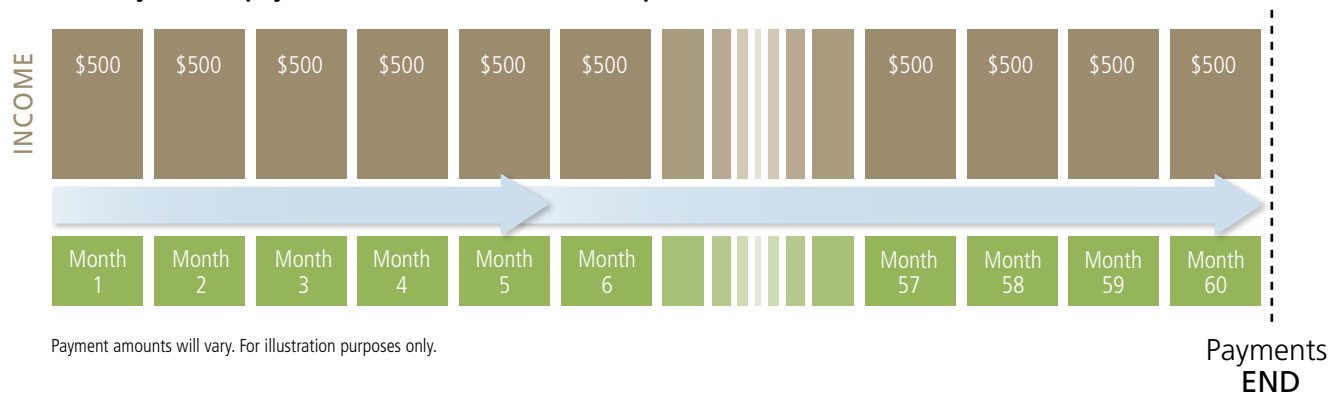 INCOME
$500 $500 $500 $500 $500 $500 $500 $500 $500 $500
Month Month Month Month Month Month Month Month Month Month
1 2 3 4 5 6 57 58 59 60
Payment amounts will vary. For illustration purposes only.
Payments
END